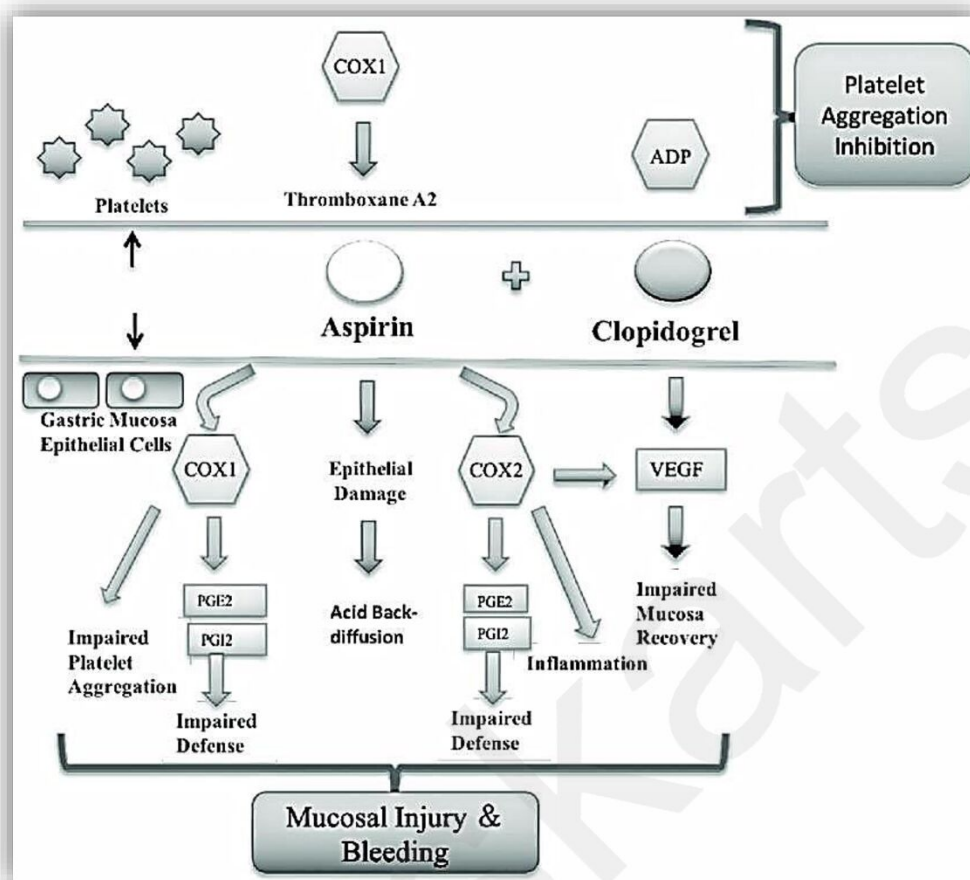 COX1
Platelet
Aggregation
Inhibition
ADP
Platelets
Thromboxane A2
Aspirin
Clopidogrel
Gastric Mucosa
Epithelial Cells
COX1
Epithelial
Damage
COX2
VEGF
PGE2
PGI2
Acid Back-
diffusion
PGE2
PGI2
Impaired
Mucosa
Recovery
Impaired
Platelet
Aggregation
Inflammation
Impaired
Defense
Impaired
Defense
Mucosal Injury &
Bleeding